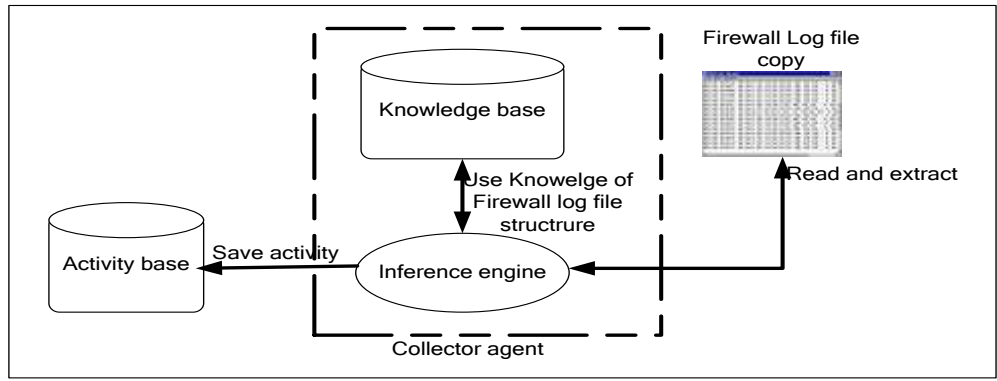 Firewall Log file
copy
Knowledge base
Read and extract
Use Knowelge of
Firewall log file
structrure
Save activity
Activity base
Inference engine
Collector agent